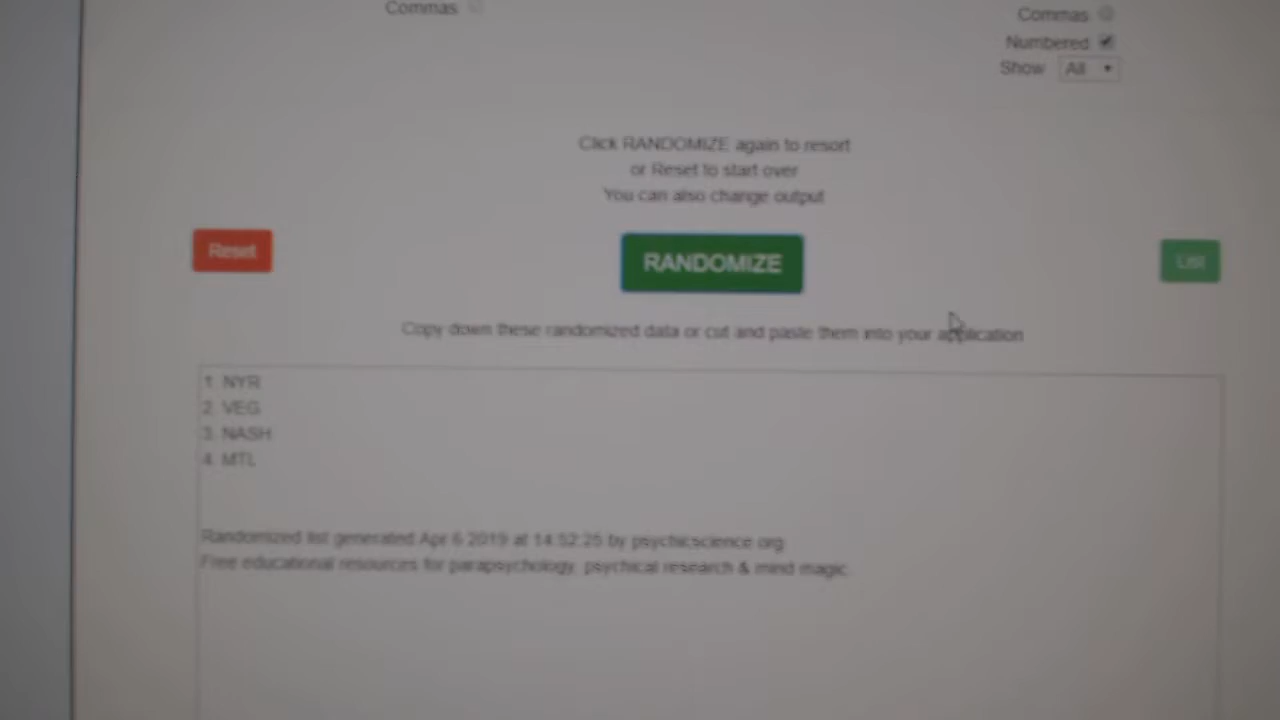 Commas
Commas
Numbered
Show All
Click RANDOMIZE again to resort
or Reset to start over
You can also change output
Reset
RANDOMIZE
List
Copy down these randomized data or cut and paste them into your application
1. NYR
2. VEG
3. NASH
4. MTL
Randomized list generated Apr 6 2019 at 14:52:25 by psychicscience.org
Free educational resources for parapsychology, psychical research & mind magic.